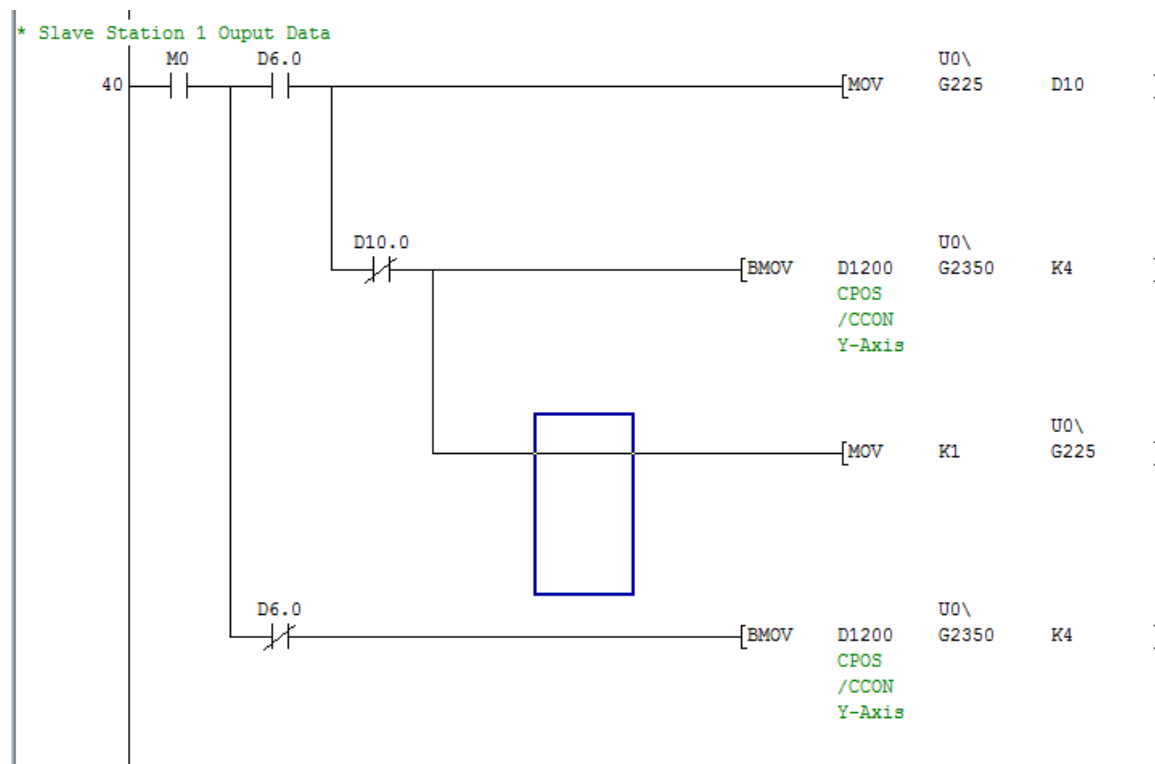 * Slave Station 1 Ouput Data
M0 D6.0 U0\
40 [MOV G225 D10 ]
D10.0 U0\
[BMOV D1200 G2350 K4 ]
CPOS
/CCON
Y-Axis
U0\
[MOV K1 G225 ]
D6.0 U0\
[BMOV D1200 G2350 K4 ]
CPOS
/CCON
Y-Axis